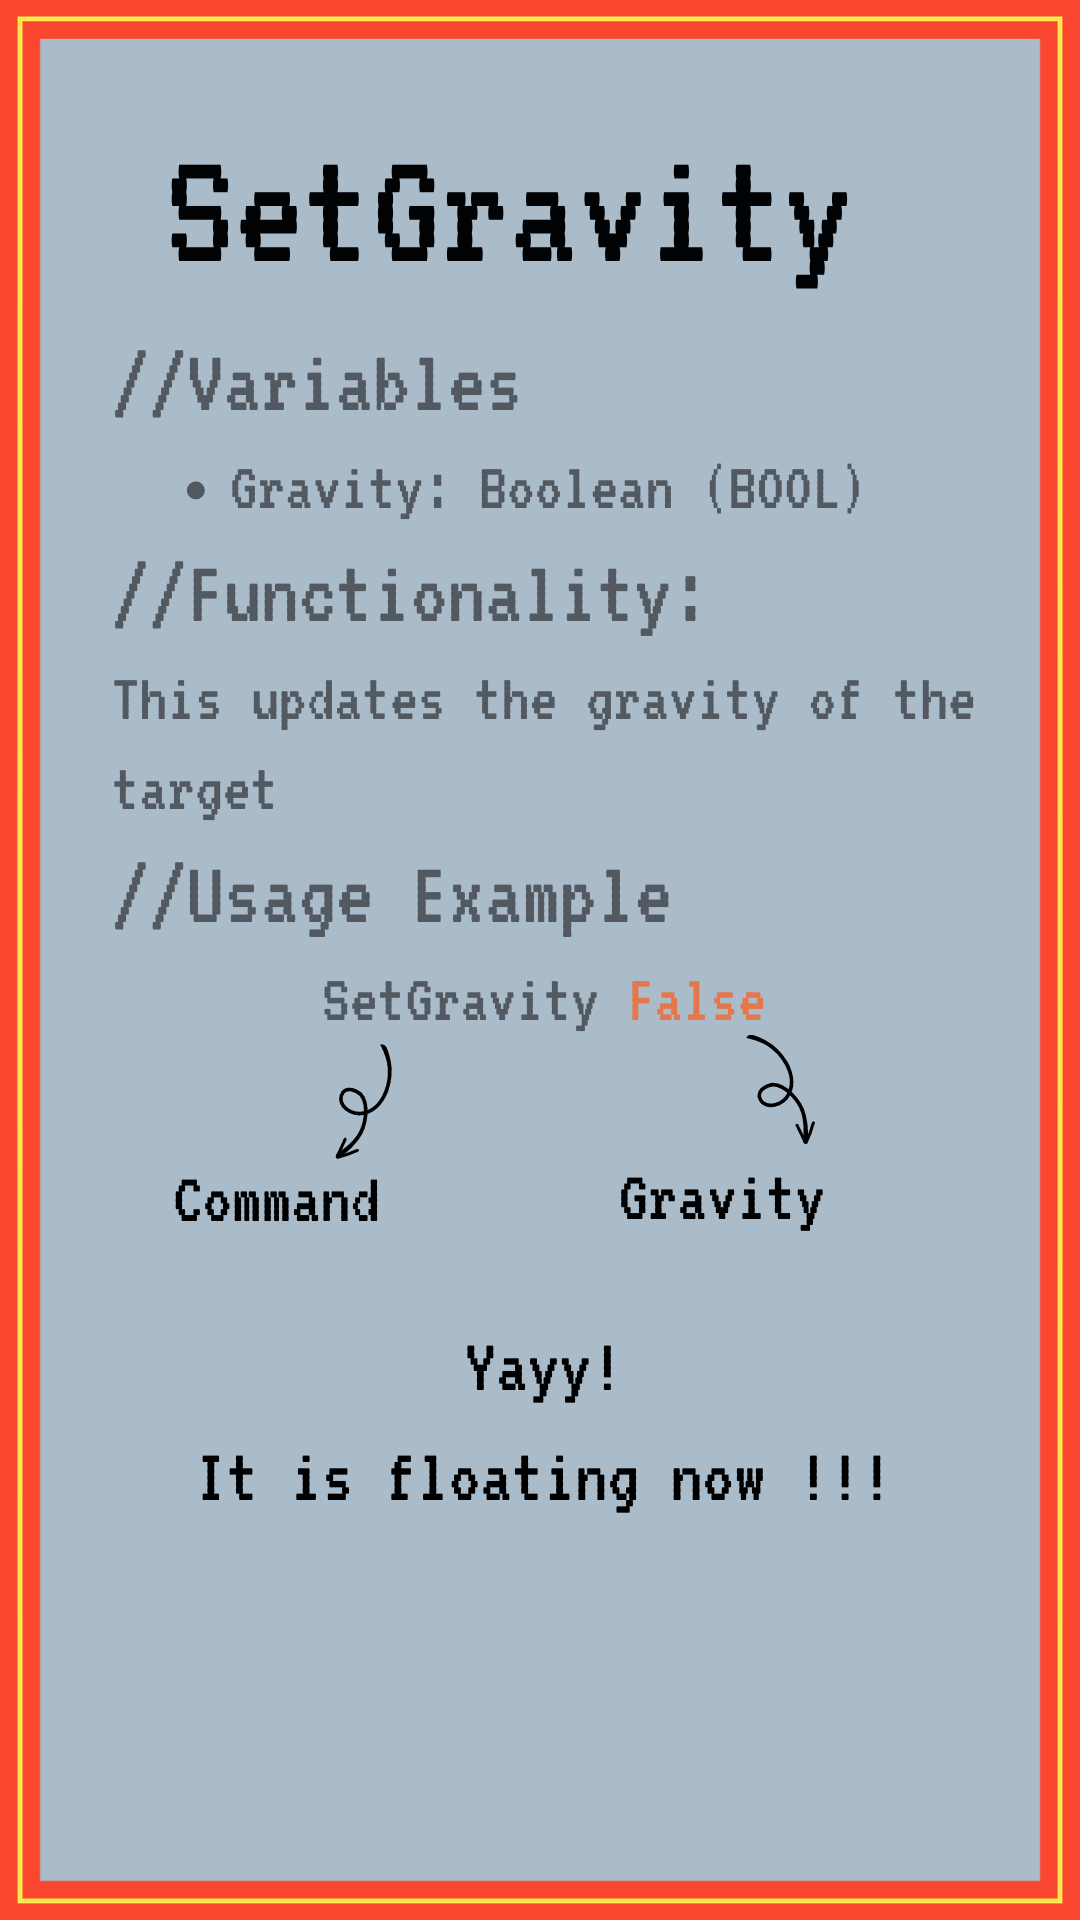 SetGravity
//Variables
• Gravity: Boolean (BOOL)
//Functionality:
This updates the gravity of the
target
//Usage Example
SetGravity False
Command Gravity
Yayy!
It is floating now !!!